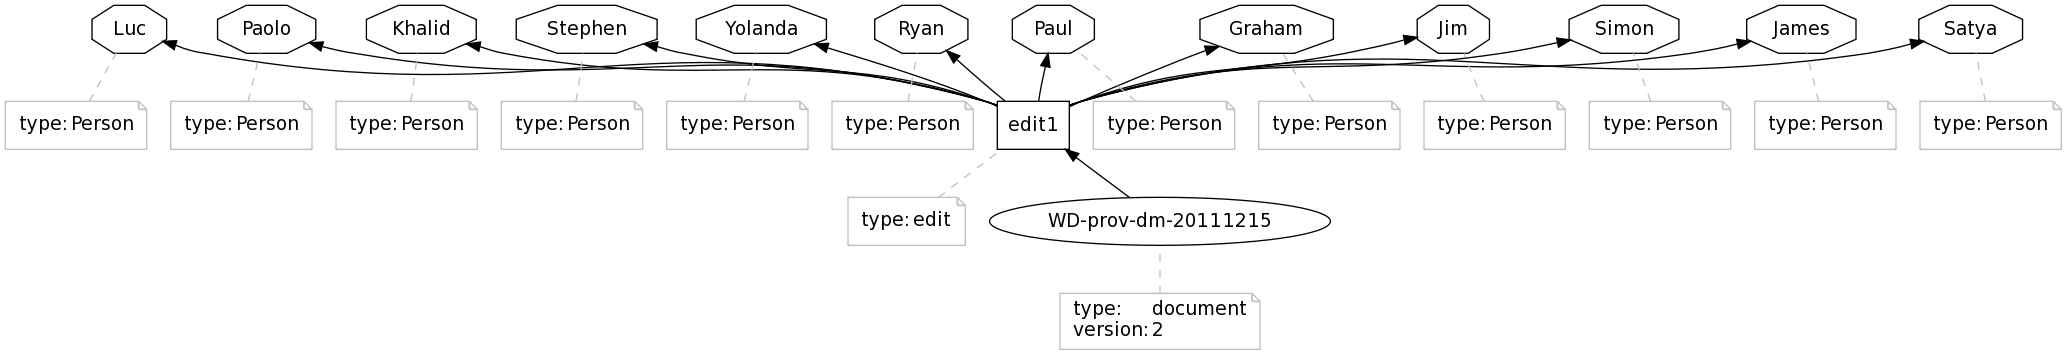 Luc
Paolo
Khalid
Stephen
Yolanda
Ryan
Paul
Graham
Jim
Simon
James
Satya
type: Person
type: Person
type: Person
type: Person
type: Person
type: Person
edit1
type: Person
type: Person
type: Person
type: Person
type: Person
type: Person
type: edit
WD-prov-dm-20111215
type: document
version: 2